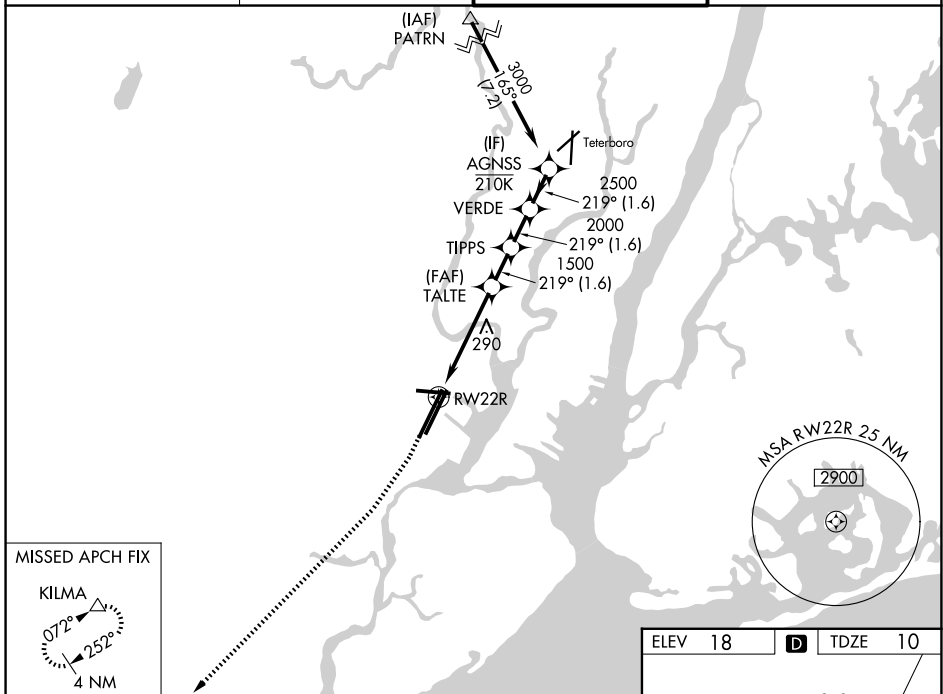 (IAF)
PATRN
3000
165°
(7.2)
(IF)
AGNSS
210K
Teterboro
2500
219° (1.6)
VERDE
2000
219° (1.6)
TIPPS
1500
219° (1.6)
(FAF)
TALTE
290
RW22R
MSA RW22R 25 NM
2900
MISSED APCH FIX
KILMA
072°
252°
4 NM
ELEV 18 D TDZE 10